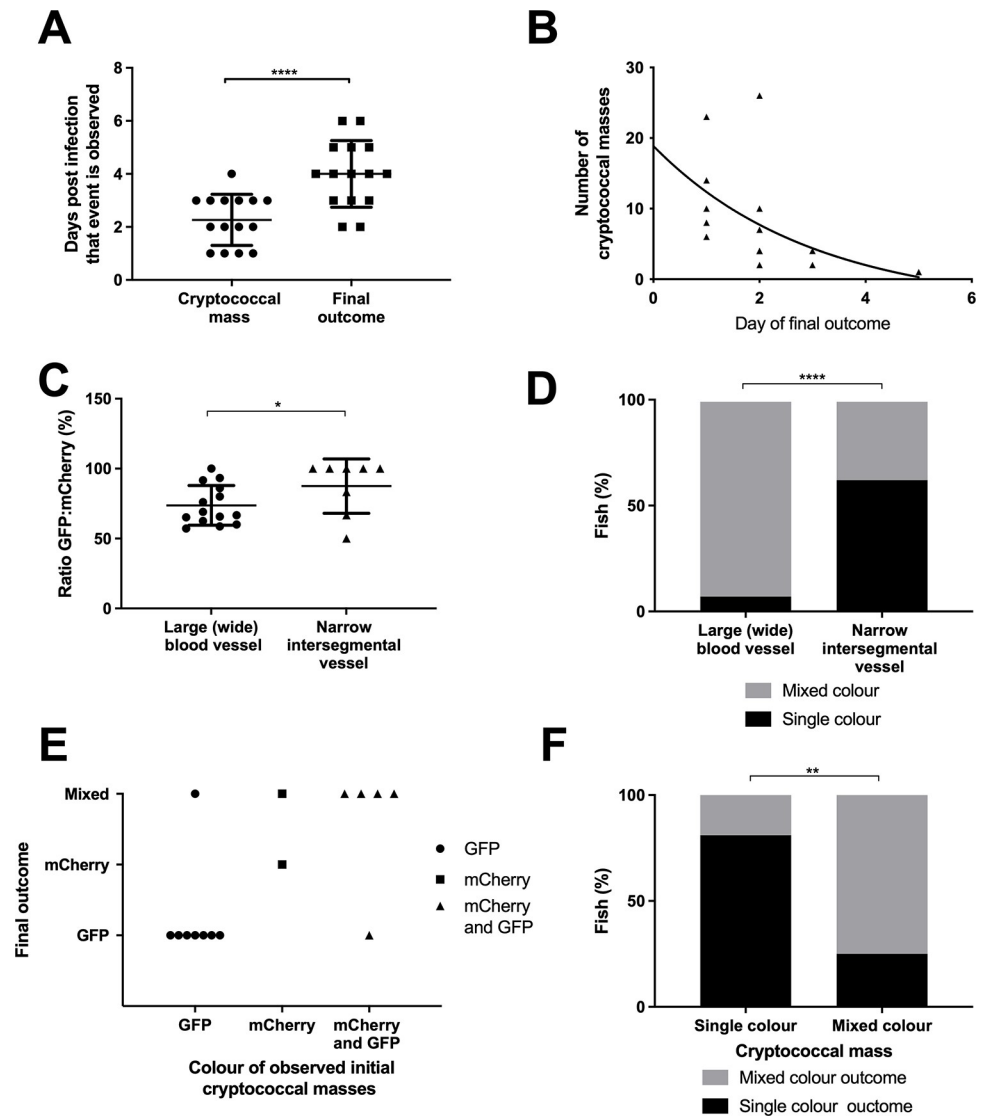 A
Days post infection
that event is observed
8
6
4
2
0
****
Cryptococcal
mass
Final
outcome
B
Number of
cryptococcal masses
30
20
10
0
0
2
4
6
Day of final outcome
C
Ratio GFP:mCherry (%)
150
100
50
0
*
Large (wide)
blood vessel
Narrow
intersegmental
vessel
D
Fish (%)
100
50
0
****
Large (wide)
blood vessel
Narrow
intersegmental
vessel
Mixed colour
Single colour
E
Final outcome
Mixed
mCherry
GFP
GFP
mCherry
mCherry
and GFP
Colour of observed initial
cryptococcal masses
GFP
mCherry
mCherry
and GFP
F
Fish (%)
100
50
0
**
Single colour
Mixed colour
Cryptococcal mass
Mixed colour outcome
Single colour ouctome